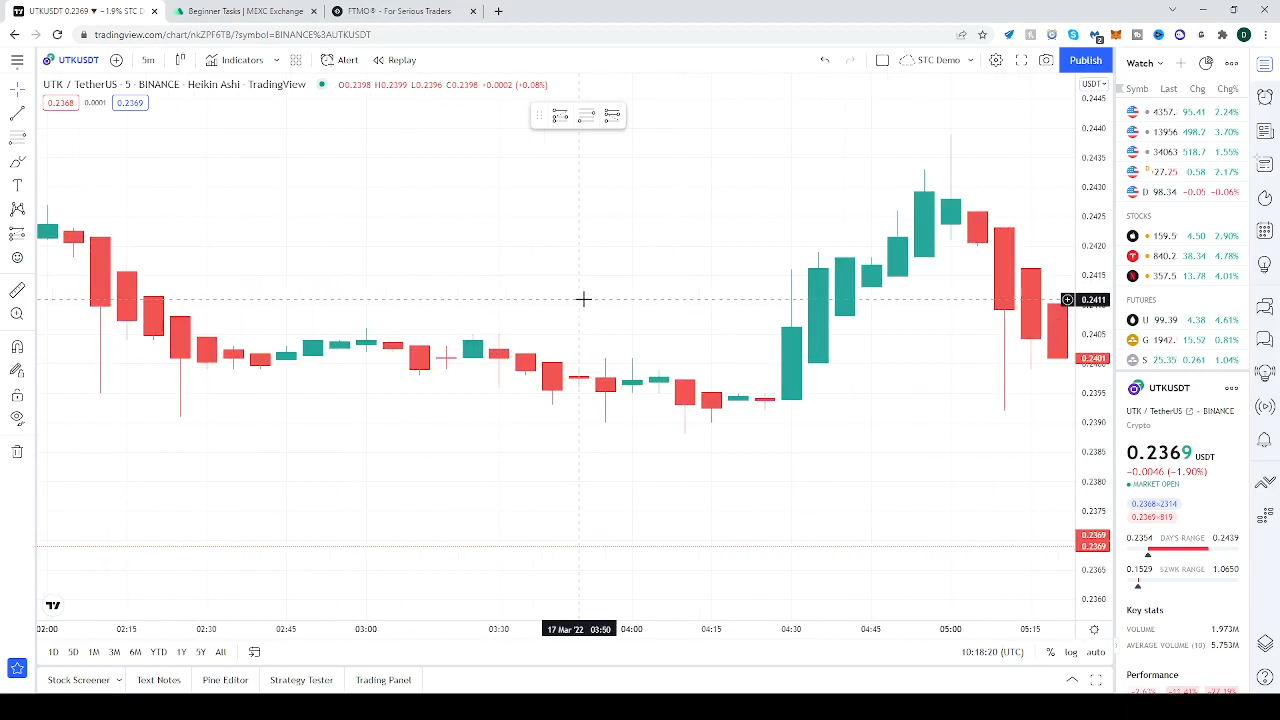 UTKUSDT 0.2369 ▼ −1.9% STC D
Beginner Tasks | MEXC Exchange
FTMO® - For Serious Traders
tradingview.com/chart/nkZPF6TB/?symbol=BINANCE%3AUTKUSDT
UTKUSDT
5m
Indicators
Alert
Replay
STC Demo
Publish
UTK / TetherUS · 5 · BINANCE · Heikin Ashi · TradingView
O0.2398 H0.2399 L0.2396 C0.2398 +0.0002 (+0.08%)
0.2368 0.0001 0.2369
USDT
0.2445
0.2440
0.2435
0.2430
0.2425
0.2420
0.2415
0.2411
0.2405
0.2401
0.2400
0.2395
0.2390
0.2385
0.2380
0.2375
0.2369
0.2369
0.2365
0.2360
02:00 02:15 02:30 02:45 03:00 03:30 17 Mar '22 03:50 04:00 04:15 04:30 04:45 05:00 05:15
1D 5D 1M 3M 6M YTD 1Y 5Y All
10:18:20 (UTC) % log auto
Stock Screener Text Notes Pine Editor Strategy Tester Trading Panel
Watch
Symb Last Chg Chg%
4357. 95.41 2.24%
13956 498.2 3.70%
34063 518.7 1.55%
27.25 0.58 2.17%
D 98.34 −0.05 −0.06%
STOCKS
159.5 4.50 2.90%
840.2 38.34 4.78%
357.5 13.78 4.01%
FUTURES
U 99.39 4.38 4.61%
G 1942. 15.52 0.81%
S 25.35 0.261 1.04%
UTKUSDT
UTK / TetherUS · BINANCE
Crypto
0.2369 USDT
−0.0046 (−1.90%)
MARKET OPEN
0.2368×2314
0.2369×819
0.2354 DAY'S RANGE 0.2439
0.1529 52WK RANGE 1.0650
Key stats
VOLUME 1.973M
AVERAGE VOLUME (10) 5.753M
Performance